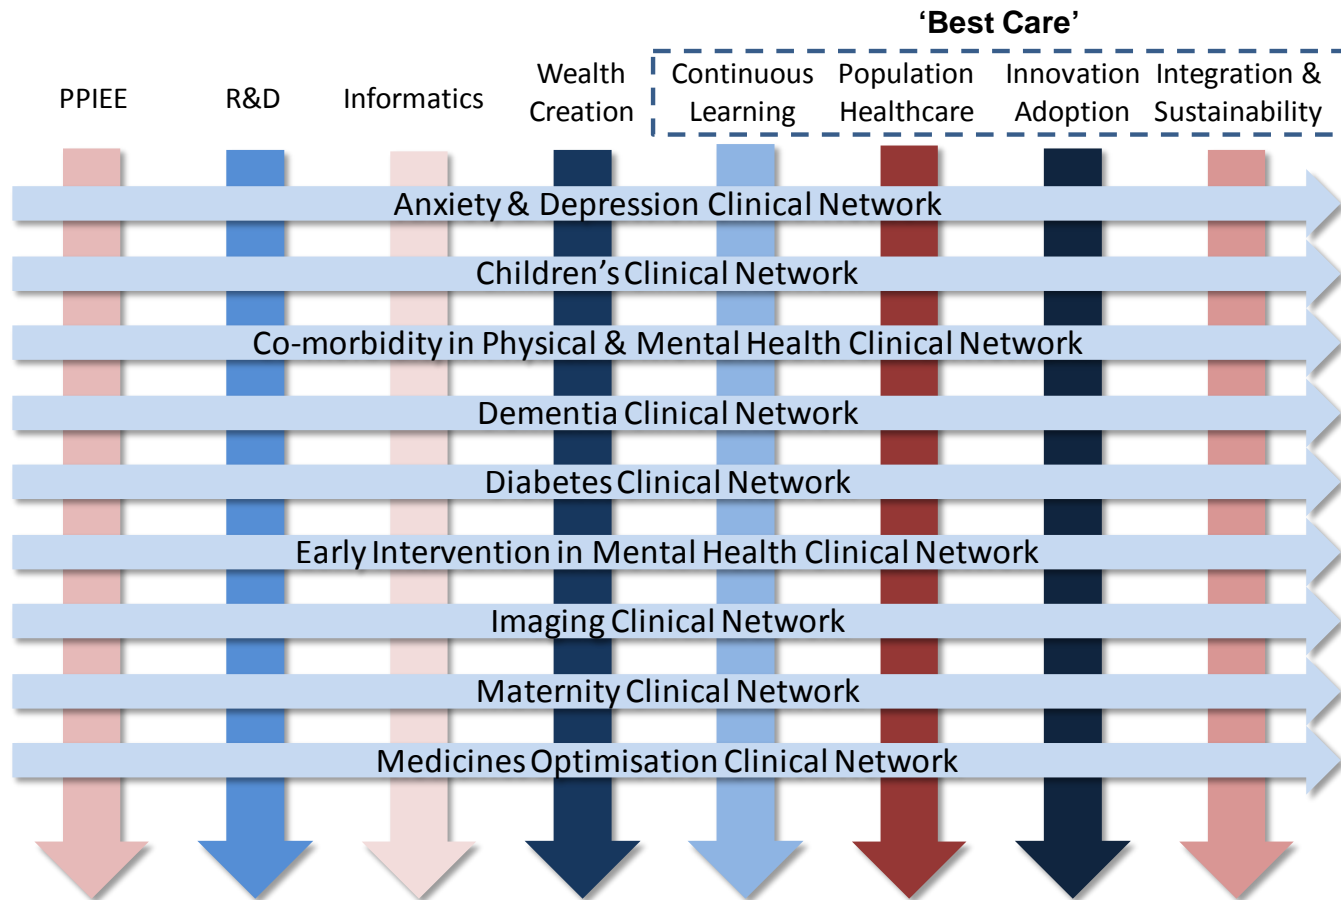 ‘Best Care’
PPIEE
R&D
Informatics
Wealth
Creation
Continuous
Learning
Population
Healthcare
Innovation
Adoption
Integration &
Sustainability
Anxiety & Depression Clinical Network
Children’s Clinical Network
Co-morbidity in Physical & Mental Health Clinical Network
Dementia Clinical Network
Diabetes Clinical Network
Early Intervention in Mental Health Clinical Network
Imaging Clinical Network
Maternity Clinical Network
Medicines Optimisation Clinical Network